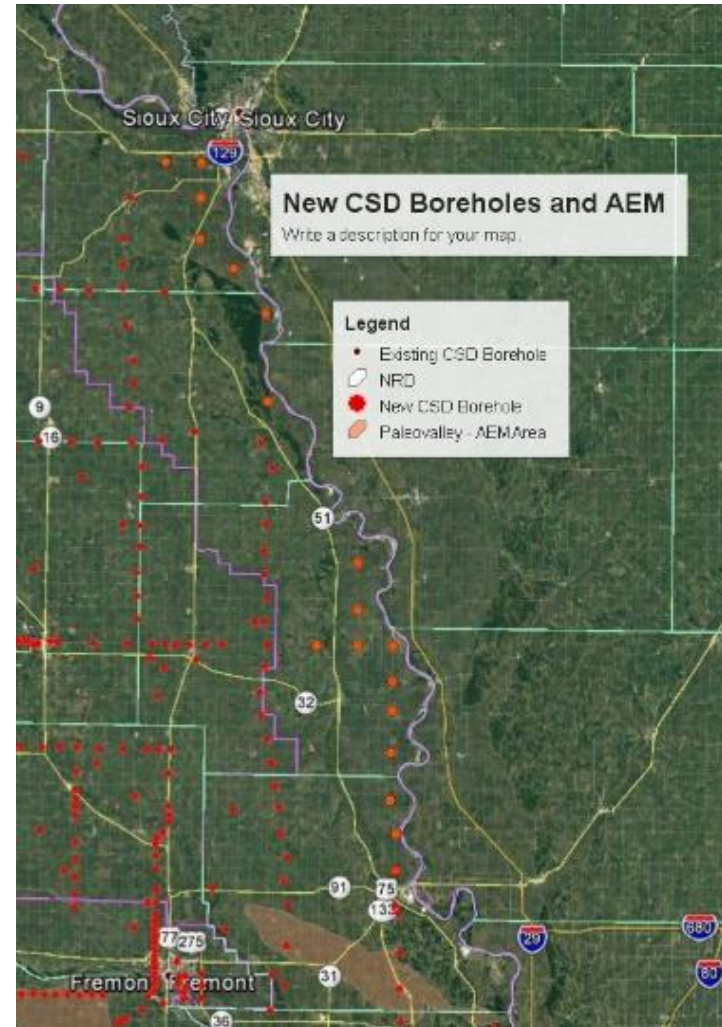 Sioux City Sioux City
129
New CSD Boreholes and AEM
Write a description for your map.
Legend
Existing CSD Borehole
NRD
New CSD Borehole
Paleovalley - AEM Area
9
16
51
32
91
75
133
77
275
29
680
80
Fremon Fremont
31
36